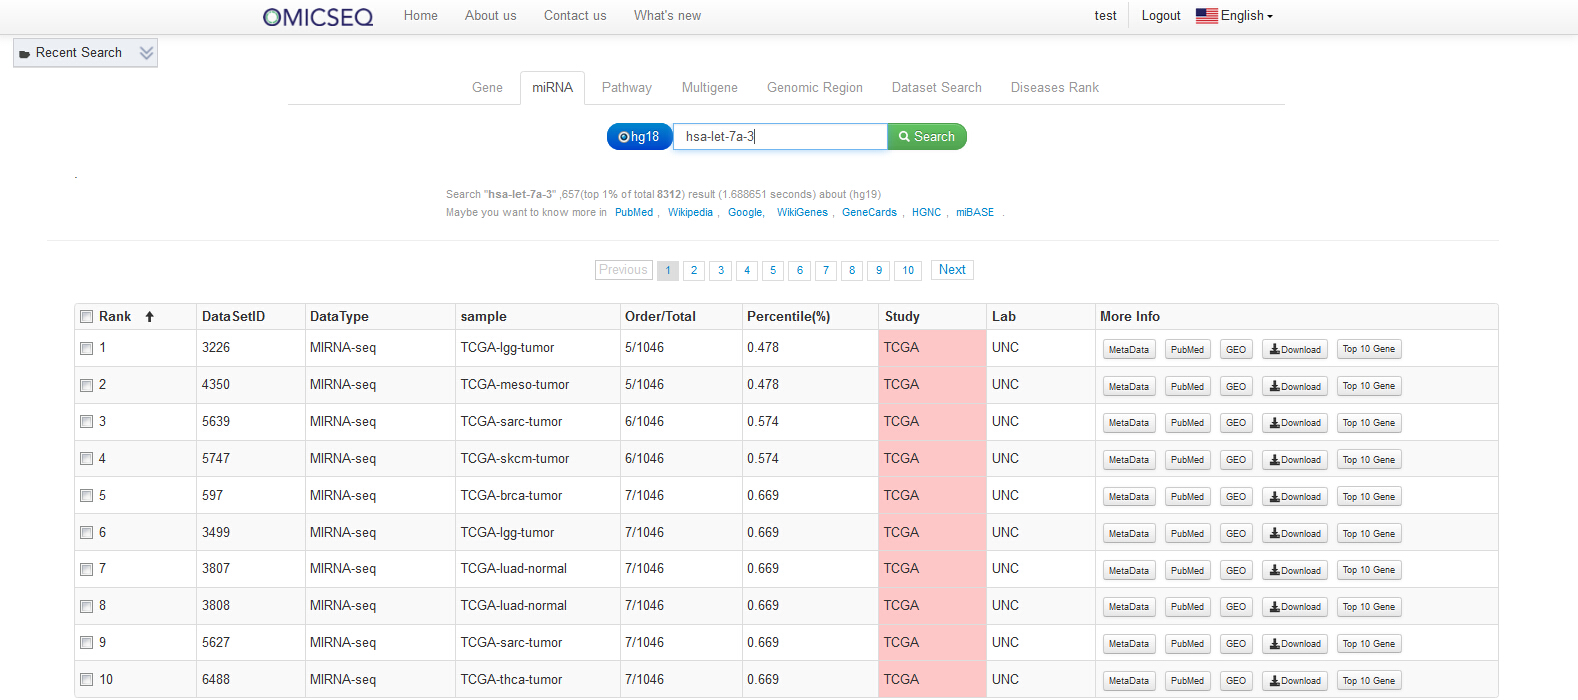 OMICSEQ Home About us Contact us What's new test Logout English
Recent Search
Gene miRNA Pathway Multigene Genomic Region Dataset Search Diseases Rank
hg18 hsa-let-7a-3 Search
.
Search "hsa-let-7a-3" ,657(top 1% of total 8312) result (1.688651 seconds) about (hg19)
Maybe you want to know more in PubMed , Wikipedia , Google, WikiGenes , GeneCards , HGNC , miBASE .
Previous 1 2 3 4 5 6 7 8 9 10 Next
Rank DataSetID DataType sample Order/Total Percentile(%) Study Lab More Info
1 3226 MIRNA-seq TCGA-lgg-tumor 5/1046 0.478 TCGA UNC MetaData PubMed GEO Download Top 10 Gene
2 4350 MIRNA-seq TCGA-meso-tumor 5/1046 0.478 TCGA UNC MetaData PubMed GEO Download Top 10 Gene
3 5639 MIRNA-seq TCGA-sarc-tumor 6/1046 0.574 TCGA UNC MetaData PubMed GEO Download Top 10 Gene
4 5747 MIRNA-seq TCGA-skcm-tumor 6/1046 0.574 TCGA UNC MetaData PubMed GEO Download Top 10 Gene
5 597 MIRNA-seq TCGA-brca-tumor 7/1046 0.669 TCGA UNC MetaData PubMed GEO Download Top 10 Gene
6 3499 MIRNA-seq TCGA-lgg-tumor 7/1046 0.669 TCGA UNC MetaData PubMed GEO Download Top 10 Gene
7 3807 MIRNA-seq TCGA-luad-normal 7/1046 0.669 TCGA UNC MetaData PubMed GEO Download Top 10 Gene
8 3808 MIRNA-seq TCGA-luad-normal 7/1046 0.669 TCGA UNC MetaData PubMed GEO Download Top 10 Gene
9 5627 MIRNA-seq TCGA-sarc-tumor 7/1046 0.669 TCGA UNC MetaData PubMed GEO Download Top 10 Gene
10 6488 MIRNA-seq TCGA-thca-tumor 7/1046 0.669 TCGA UNC MetaData PubMed GEO Download Top 10 Gene